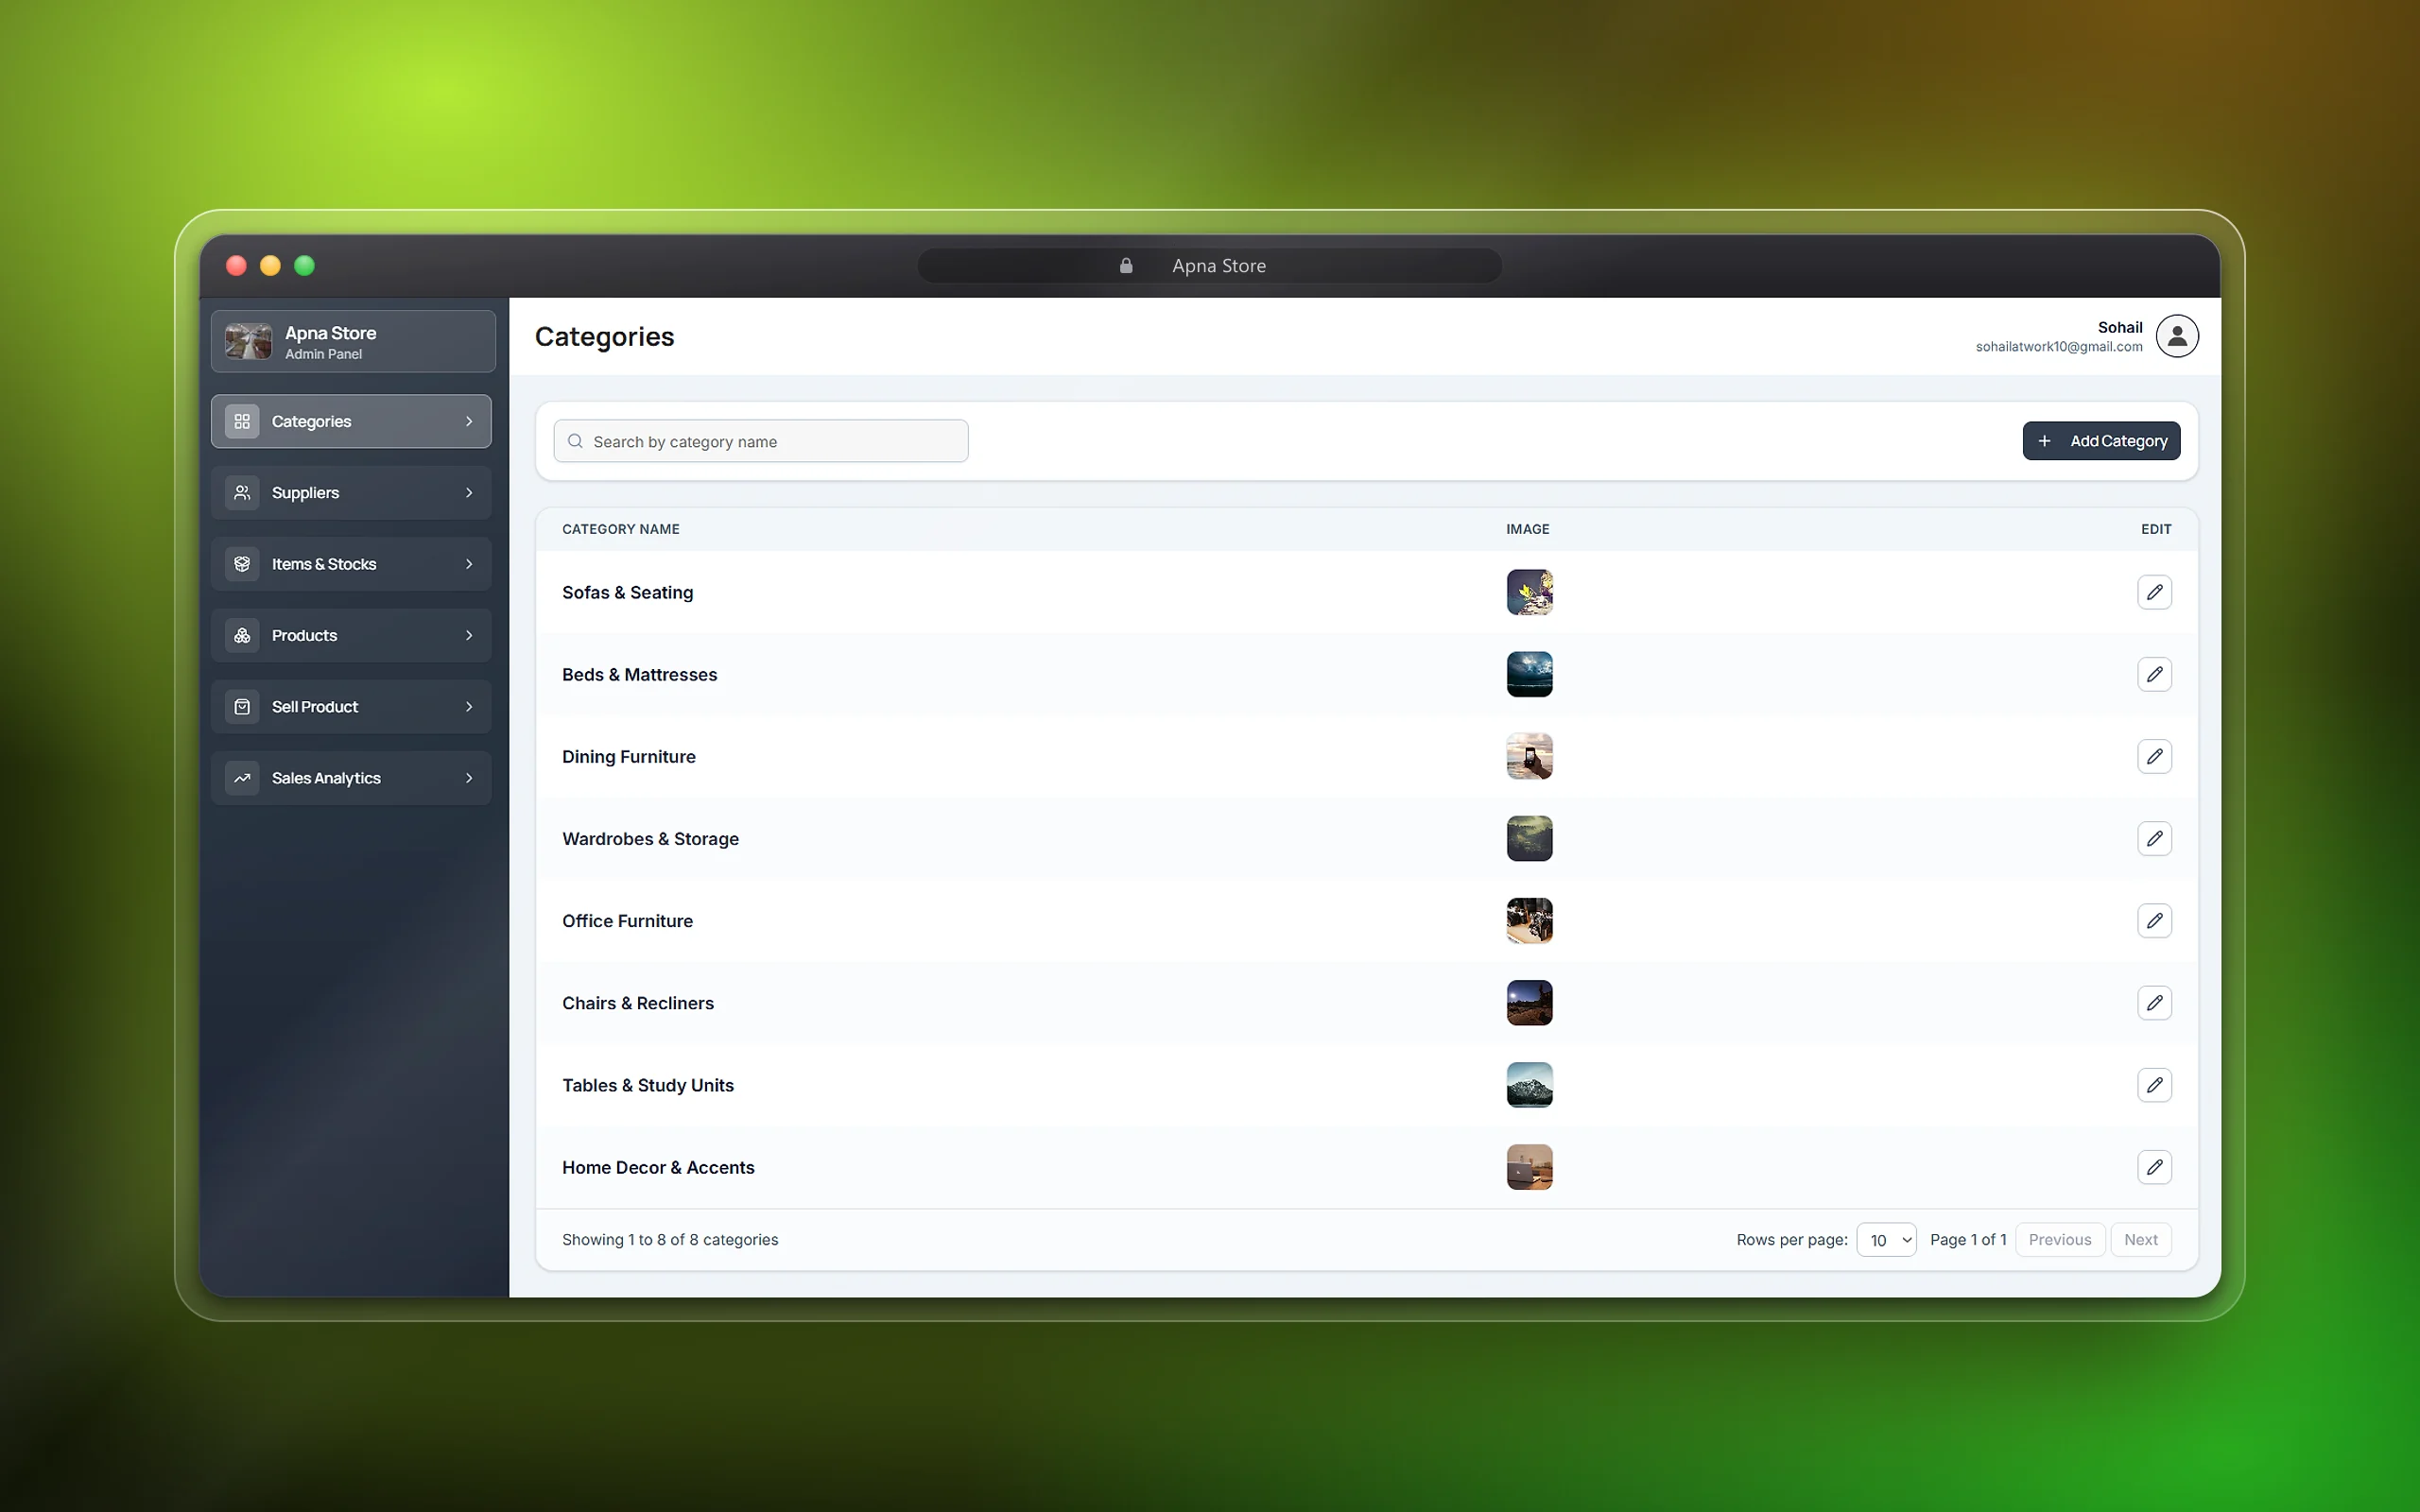 Apna Store
Apna Store
Admin Panel
Categories
Suppliers
Items & Stocks
Products
Sell Product
Sales Analytics
Categories
Sohail
sohailatwork10@gmail.com
Search by category name
+ Add Category
CATEGORY NAME IMAGE EDIT
Sofas & Seating
Beds & Mattresses
Dining Furniture
Wardrobes & Storage
Office Furniture
Chairs & Recliners
Tables & Study Units
Home Decor & Accents
Showing 1 to 8 of 8 categories
Rows per page: 10 Page 1 of 1 Previous Next